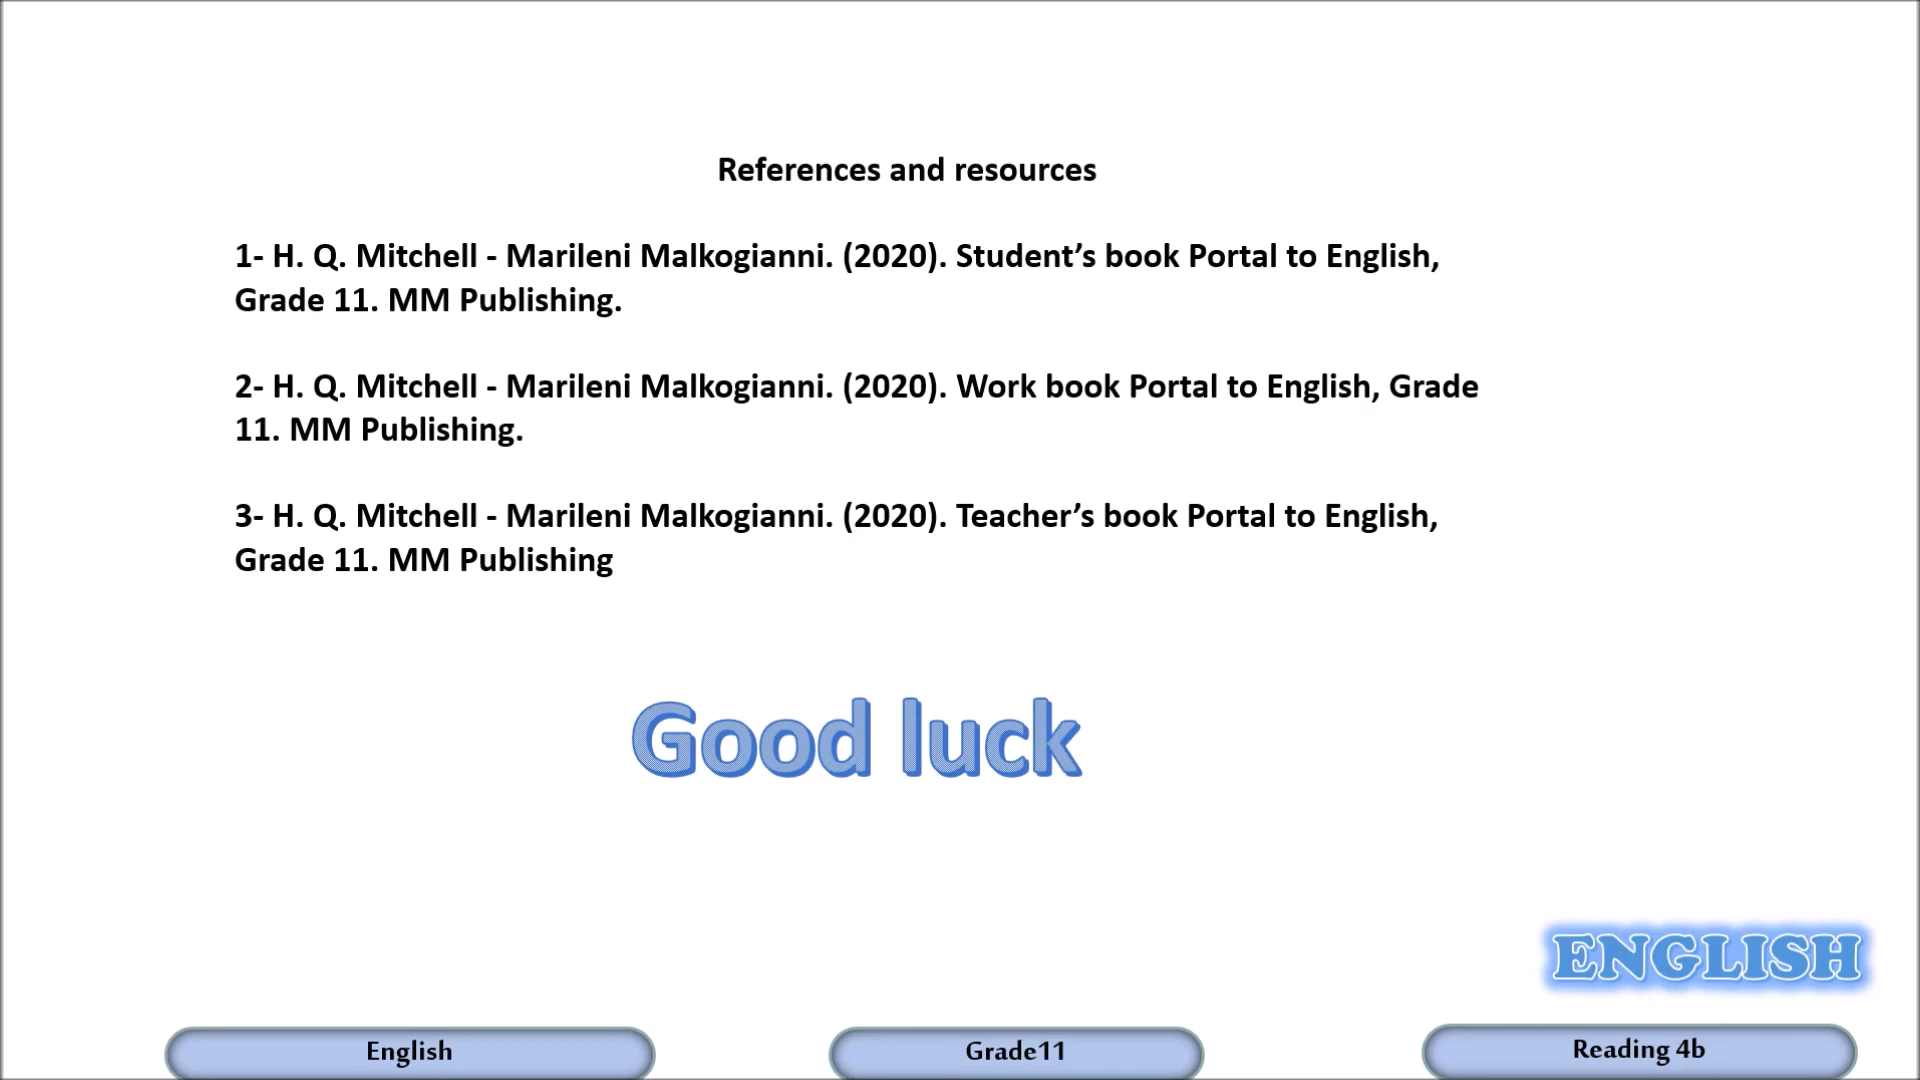 References and resources
1- H. Q. Mitchell - Marileni Malkogianni. (2020). Student’s book Portal to English,
Grade 11. MM Publishing.
2- H. Q. Mitchell - Marileni Malkogianni. (2020). Work book Portal to English, Grade
11. MM Publishing.
3- H. Q. Mitchell - Marileni Malkogianni. (2020). Teacher’s book Portal to English,
Grade 11. MM Publishing
Good luck
ENGLISH
English
Grade11
Reading 4b